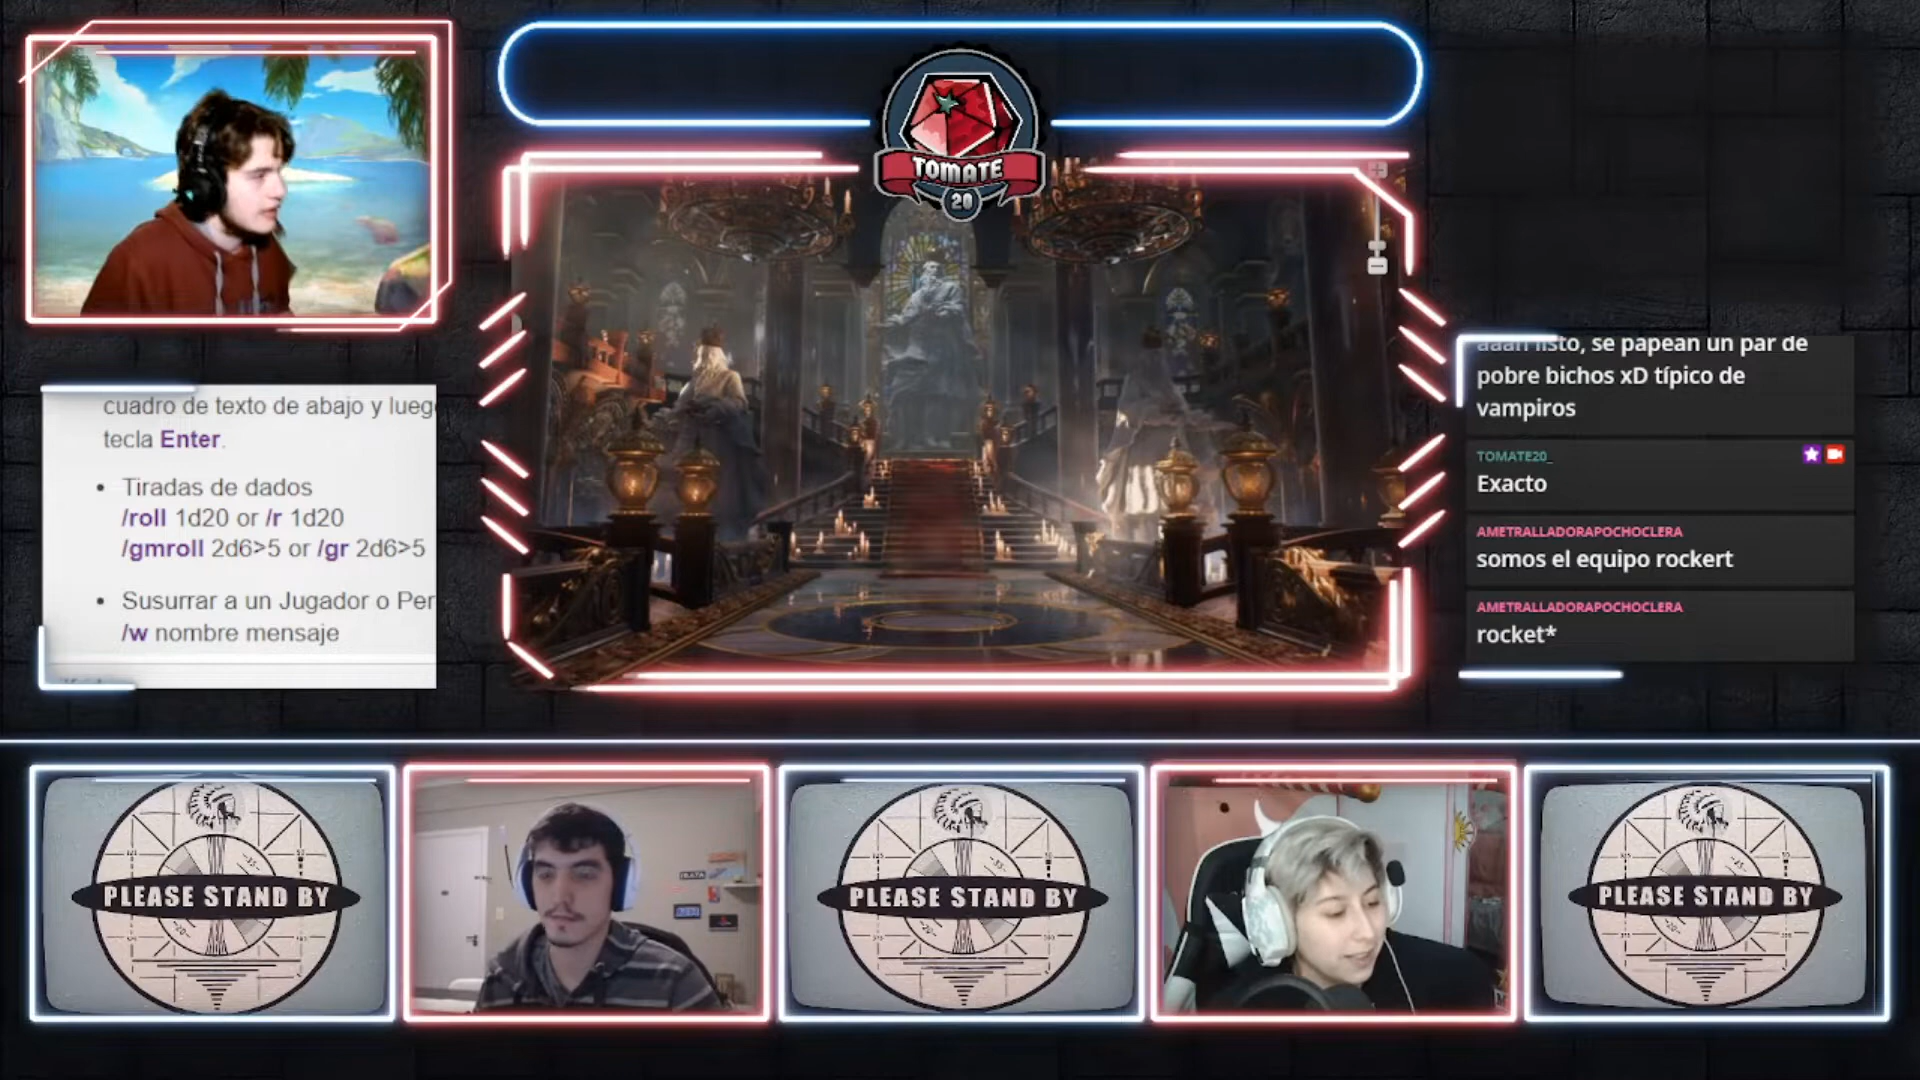 TOMATE
20
cuadro de texto de abajo y lueg
tecla Enter.
• Tiradas de dados
/roll 1d20 or /r 1d20
/gmroll 2d6>5 or /gr 2d6>5
• Susurrar a un Jugador o Per
/w nombre mensaje
aaah listo, se papean un par de
pobre bichos xD típico de
vampiros
TOMATE20_
Exacto
AMETRALLADORAPOCHOCLERA
somos el equipo rockert
AMETRALLADORAPOCHOCLERA
rocket*
PLEASE STAND BY
PLEASE STAND BY
PLEASE STAND BY